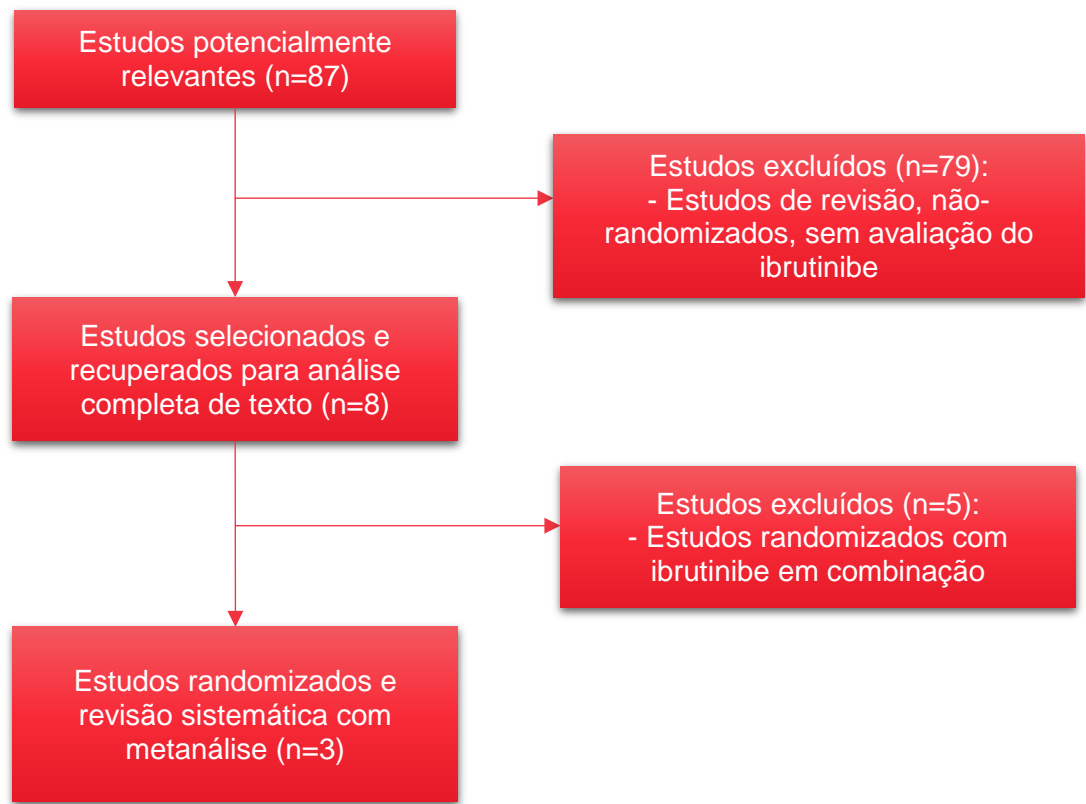 Estudos potencialmente
relevantes (n=87)
Estudos excluídos (n=79):
- Estudos de revisão, não-
randomizados, sem avaliação do
ibrutinibe
Estudos selecionados e
recuperados para análise
completa de texto (n=8)
Estudos excluídos (n=5):
- Estudos randomizados com
ibrutinibe em combinação
Estudos randomizados e
revisão sistemática com
metanálise (n=3)